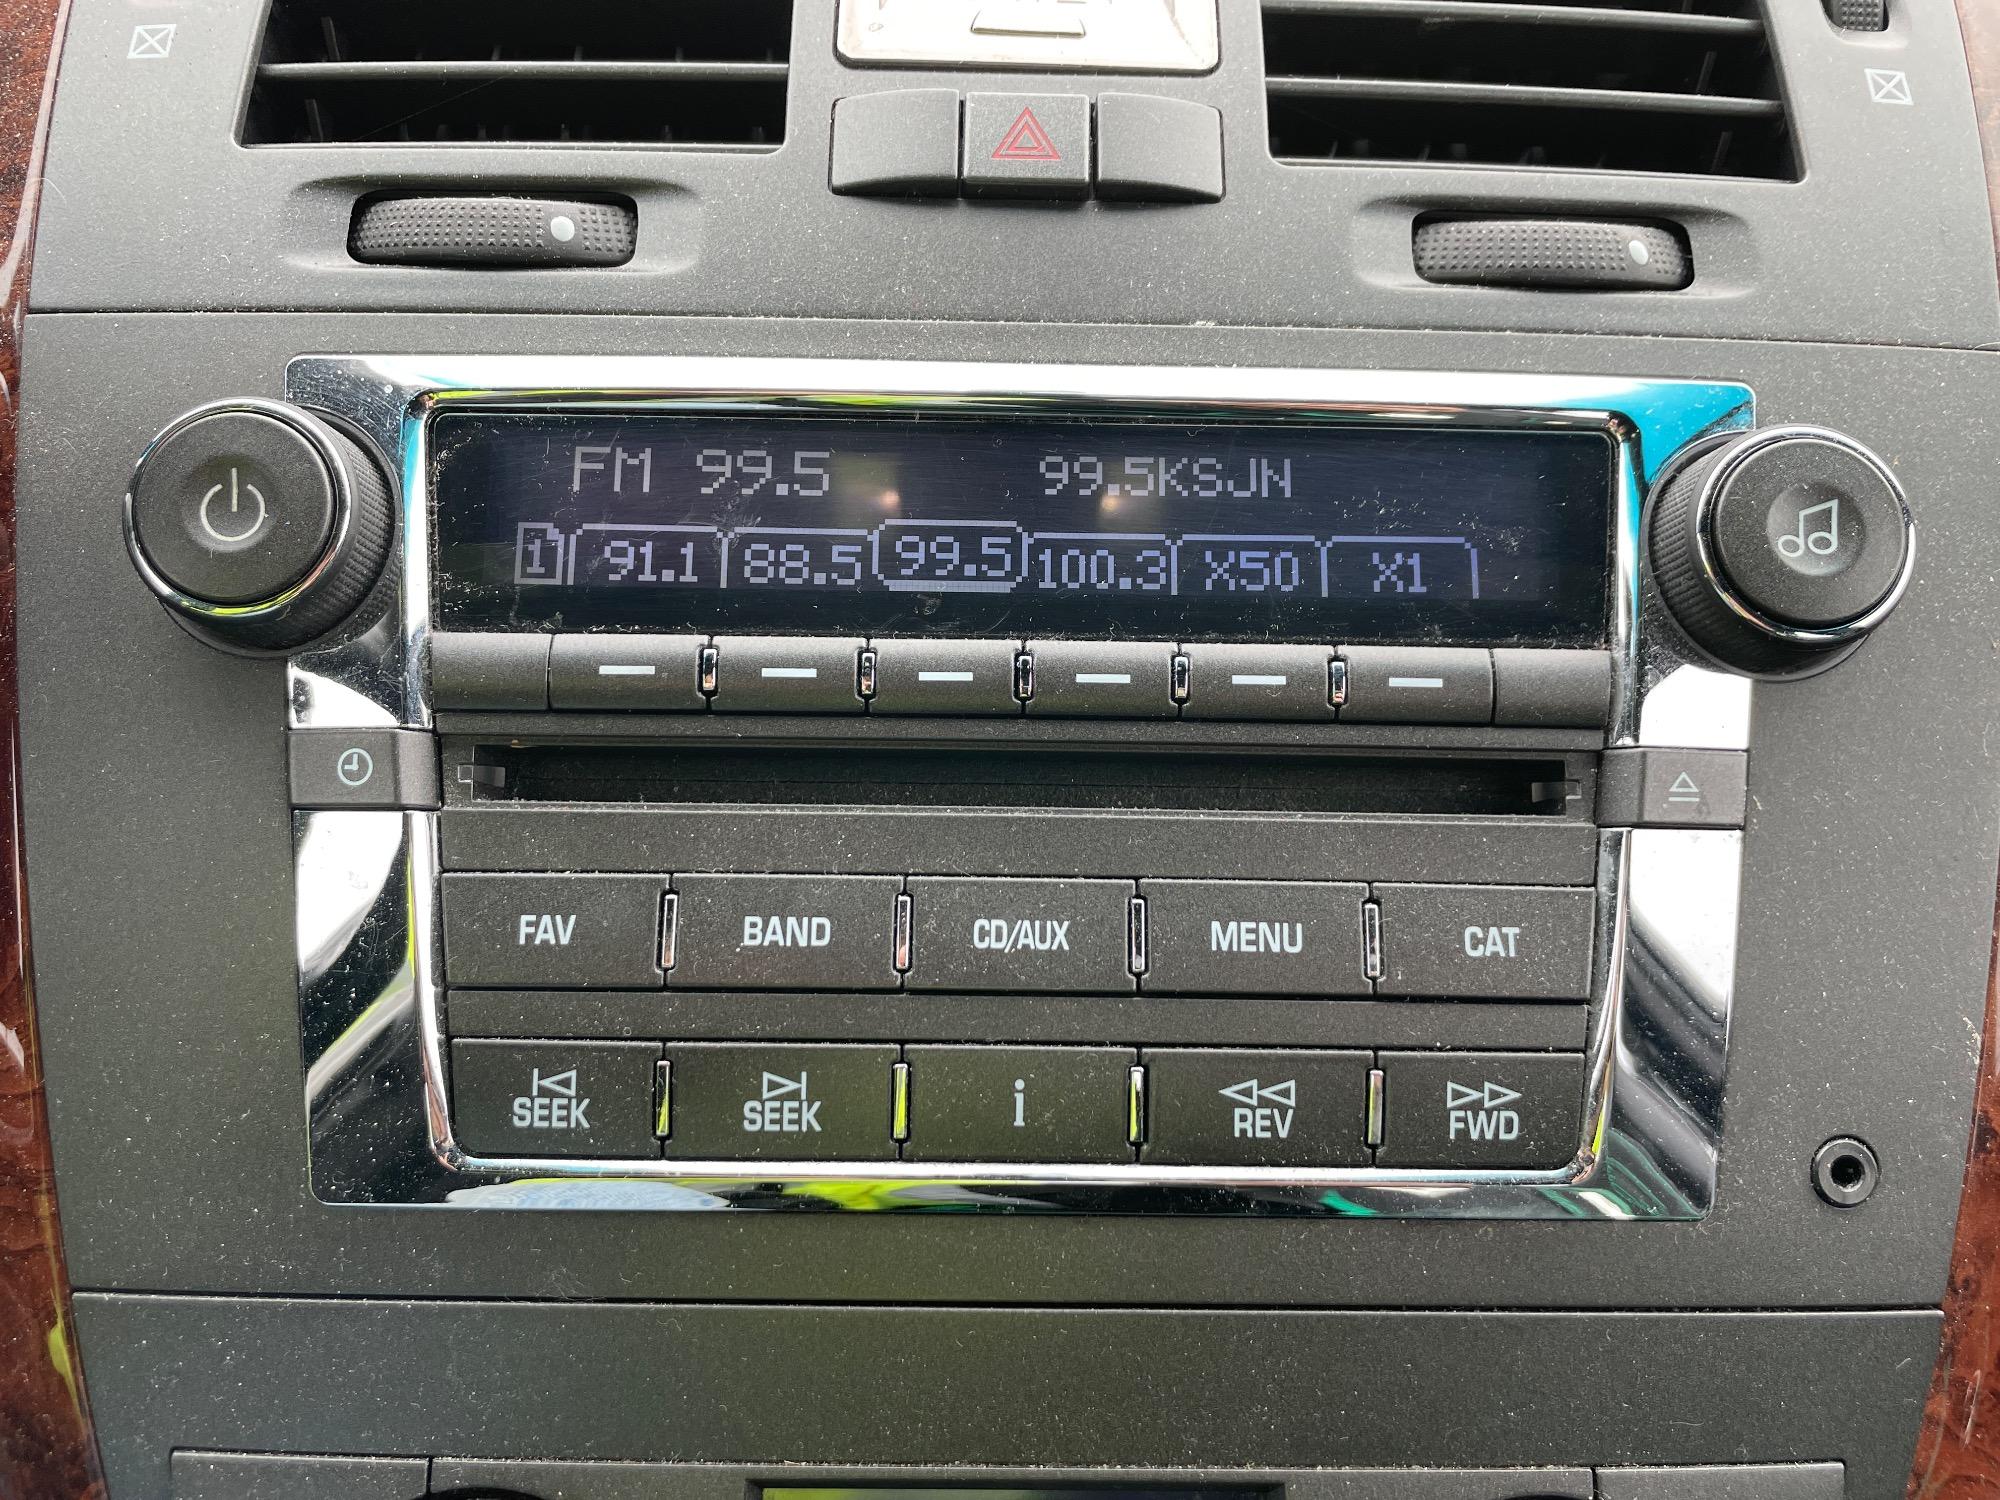 FM 99.5 99.5KSJN
1 91.1 88.5 99.5 100.3 X50 X1
FAV BAND CD/AUX MENU CAT
SEEK SEEK i REV FWD